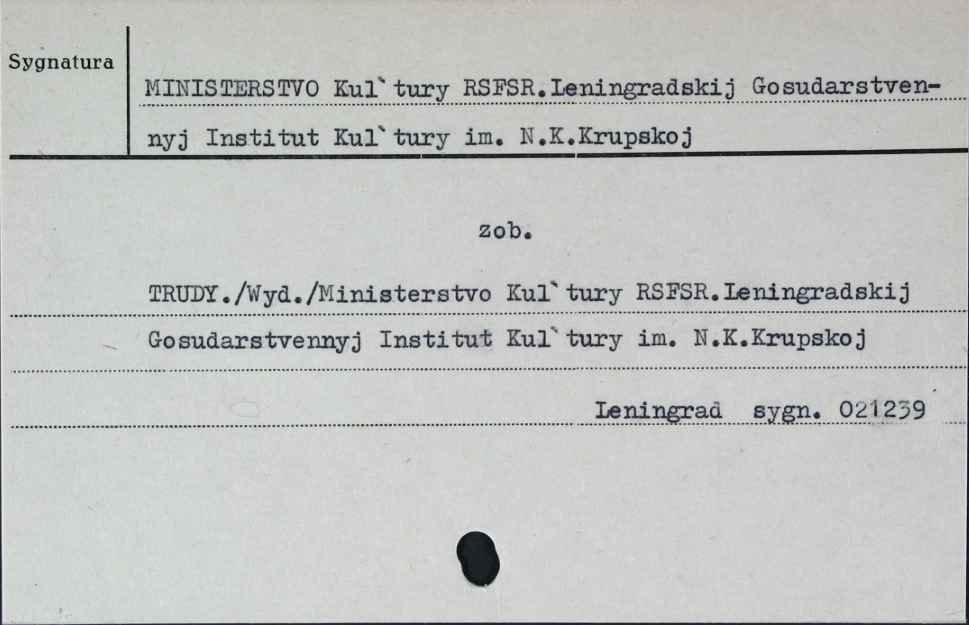 Sygnatura
MINISTERSTVO Kul`tury RSFSR.Leningradskij Gosudarstven-
nyj Institut Kul`tury im. N.K.Krupskoj
zob.
TRUDY./Wyd./Ministerstvo Kul`tury RSFSR.Leningradskij
Gosudarstvennyj Institut Kul`tury im. N.K.Krupskoj
Leningrad sygn. 021239